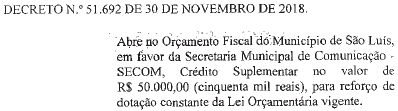 DECRETO N.º 51.692 DE 30 DE NOVEMBRO DE 2018.
Abre no Orçamento Fiscal do Município de São Luís,
em favor da Secretaria Municipal de Comunicação -
SECOM, Crédito Suplementar no valor de
R$ 50.000,00 (cinquenta mil reais), para reforço de
dotação constante da Lei Orçamentária vigente.